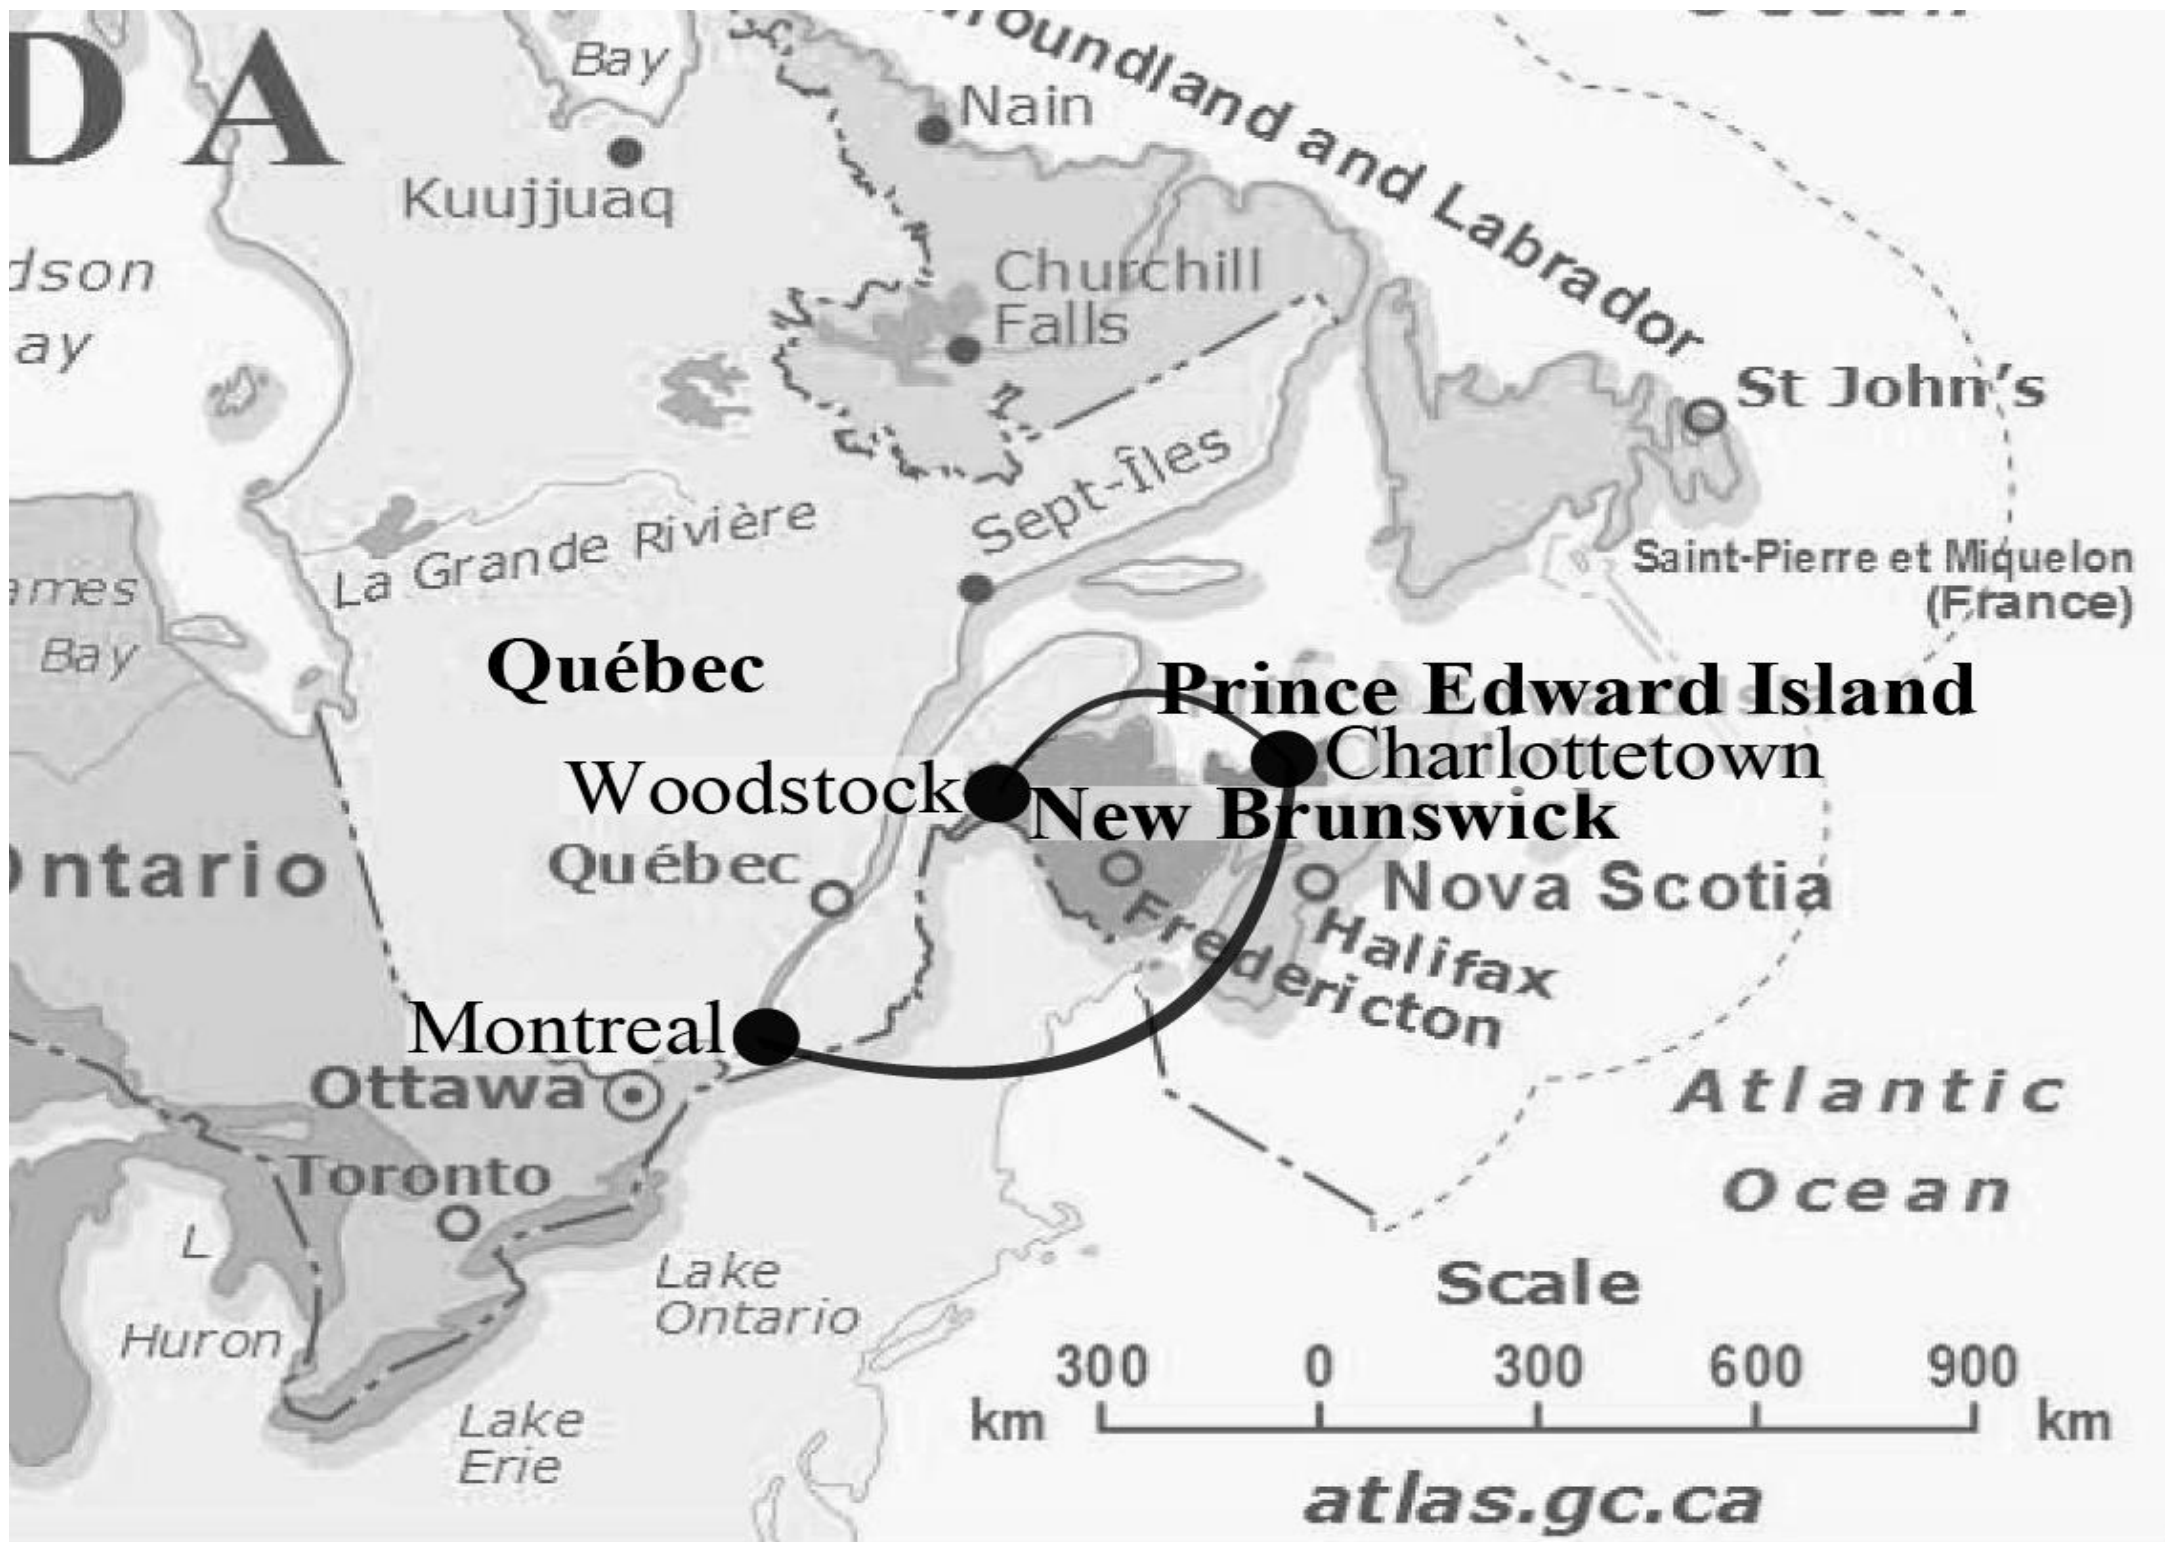 DA
Bay
Nain
Kuujjuaq
foundland and Labrador
dson
ay
Churchill
Falls
St John's
Sept-Îles
La Grande Rivière
Saint-Pierre et Miquelon
(France)
ames
Bay
Québec
Prince Edward Island
Charlottetown
Woodstock
New Brunswick
Ontario
Québec
Nova Scotia
Fredericton
Halifax
Montreal
Ottawa
Atlantic
Ocean
Toronto
L
Huron
Lake
Ontario
Lake
Erie
Scale
300 0 300 600 900
km km
atlas.gc.ca